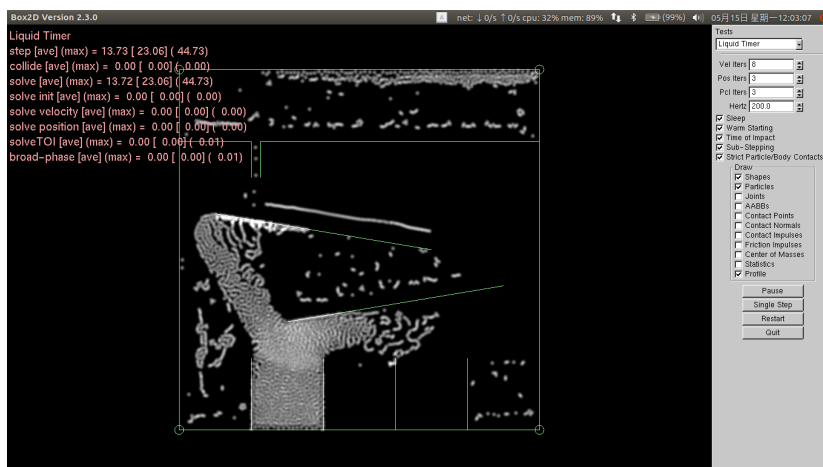 Box2D Version 2.3.0
A
net: ↓0/s ↑0/s cpu: 32% mem: 89%
(99%)
05月15日 星期一12:03:07
Liquid Timer
step [ave] (max) = 13.73 [ 23.06] ( 44.73)
collide [ave] (max) = 0.00 [ 0.00] ( 0.00)
solve [ave] (max) = 13.72 [ 23.06] ( 44.73)
solve init [ave] (max) = 0.00 [ 0.00] ( 0.00)
solve velocity [ave] (max) = 0.00 [ 0.00] ( 0.00)
solve position [ave] (max) = 0.00 [ 0.00] ( 0.00)
solveTOI [ave] (max) = 0.00 [ 0.00] ( 0.01)
broad-phase [ave] (max) = 0.00 [ 0.00] ( 0.01)
Tests
Liquid Timer
Vel Iters 8
Pos Iters 3
Pcl Iters 3
Hertz 200.0
Sleep
Warm Starting
Time of Impact
Sub-Stepping
Strict Particle/Body Contacts
Draw
Shapes
Particles
Joints
AABBs
Contact Points
Contact Normals
Contact Impulses
Friction Impulses
Center of Masses
Statistics
Profile
Pause
Single Step
Restart
Quit